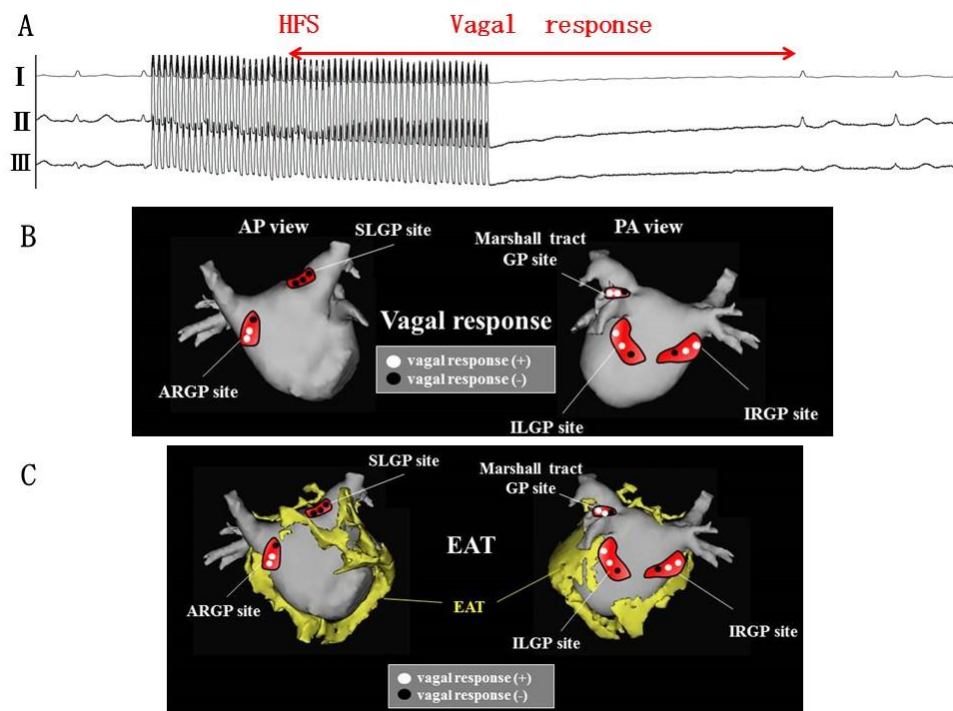 A
HFS
Vagal response
I
II
III
B
AP view
SLGP site
Marshall tract
GP site
PA view
Vagal response
vagal response (+)
vagal response (-)
ARGP site
ILGP site
IRGP site
C
SLGP site
Marshall tract
GP site
EAT
EAT
ARGP site
ILGP site
IRGP site
vagal response (+)
vagal response (-)